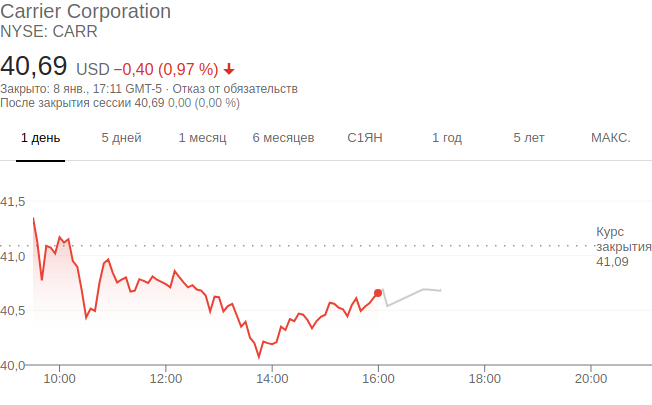 Carrier Corporation
NYSE: CARR
40,69 USD −0,40 (0,97 %)
Закрыто: 8 янв., 17:11 GMT-5 · Отказ от обязательств
После закрытия сессии 40,69 0,00 (0,00 %)
1 день 5 дней 1 месяц 6 месяцев С1ЯН 1 год 5 лет МАКС.
41,5
Курс
закрытия
41,09
41,0
40,5
40,0
10:00 12:00 14:00 16:00 18:00 20:00